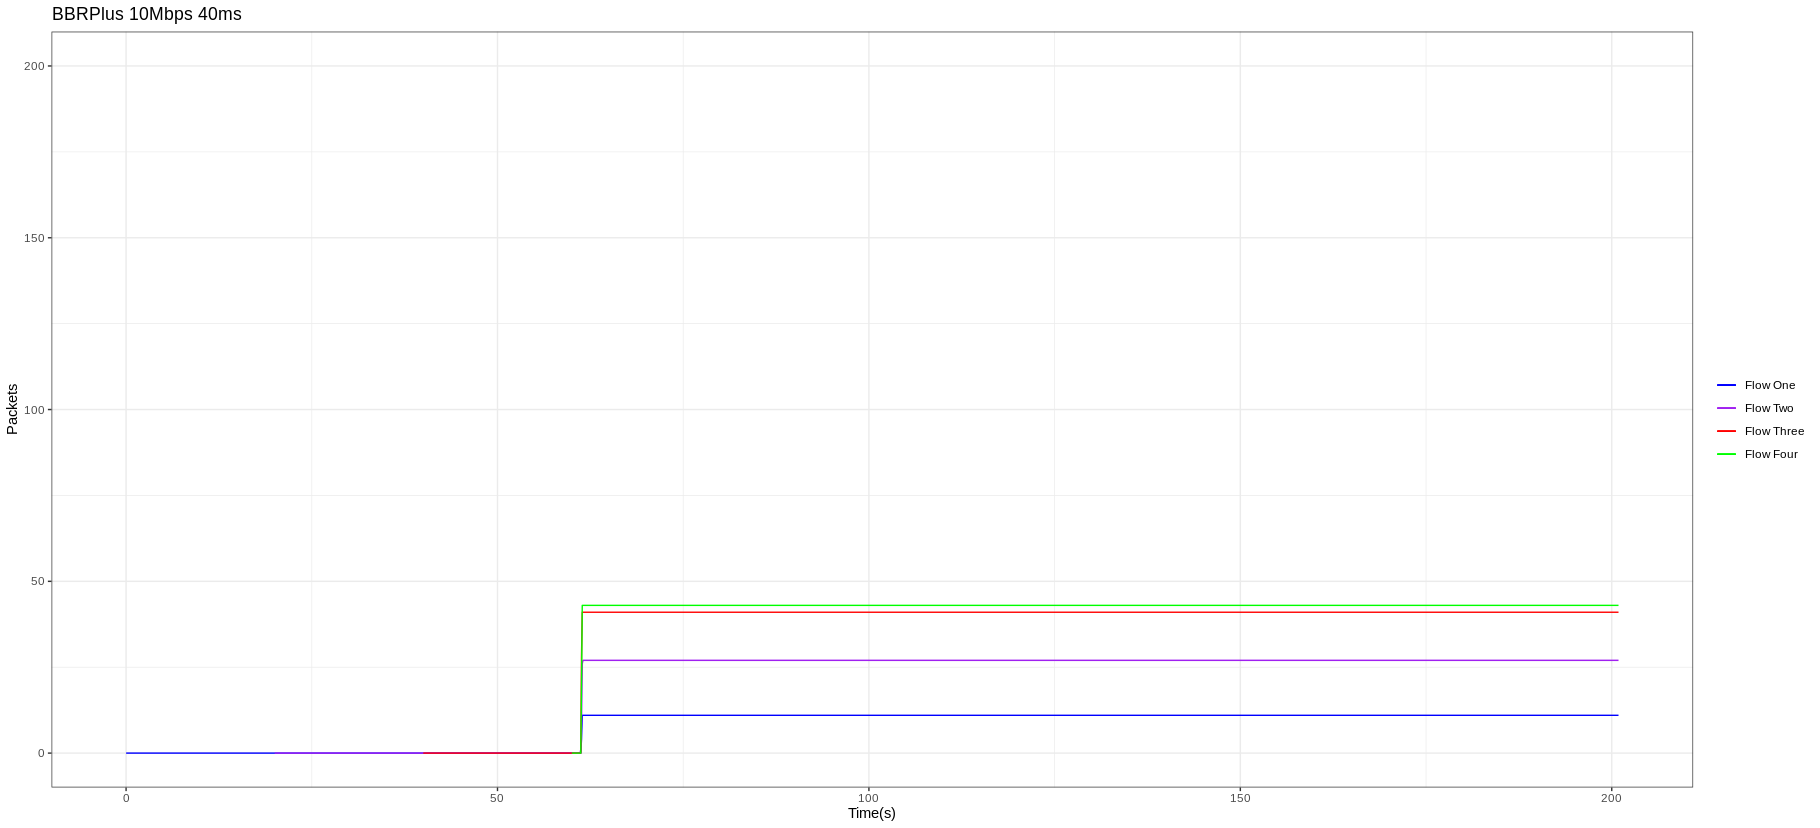 BBRPlus 10Mbps 40ms
200
150
100
50
0
Packets
0 50 100 150 200
Time(s)
Flow One
Flow Two
Flow Three
Flow Four